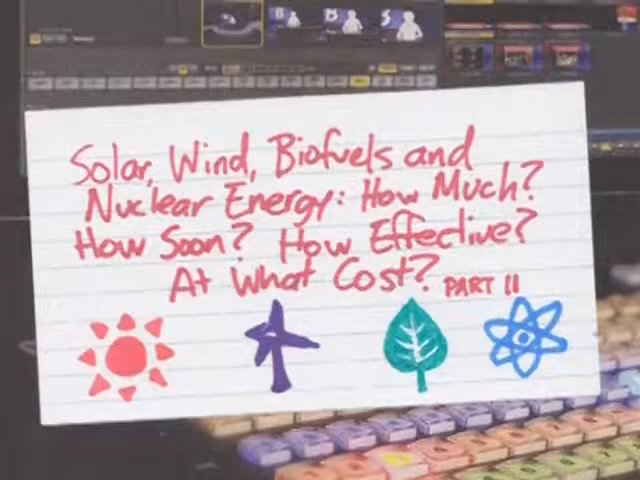 Solar, Wind, Biofuels and
Nuclear Energy: How Much?
How Soon? How Effective?
At What Cost? PART II